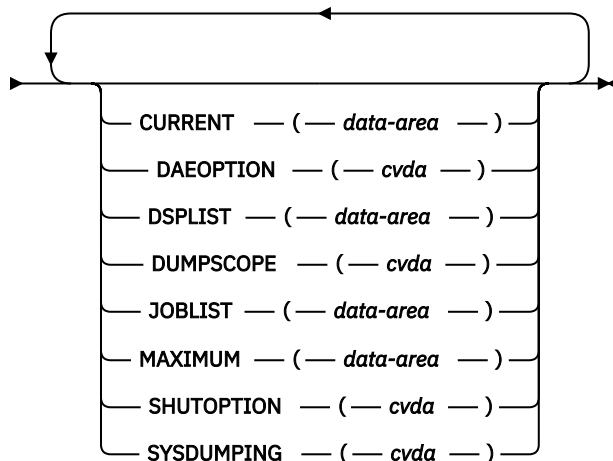 CURRENT ( data-area )
DAEOPTION ( cvda )
DSPLIST ( data-area )
DUMPSCOPE ( cvda )
JOBLIST ( data-area )
MAXIMUM ( data-area )
SHUTOPTION ( cvda )
SYSDUMPING ( cvda )